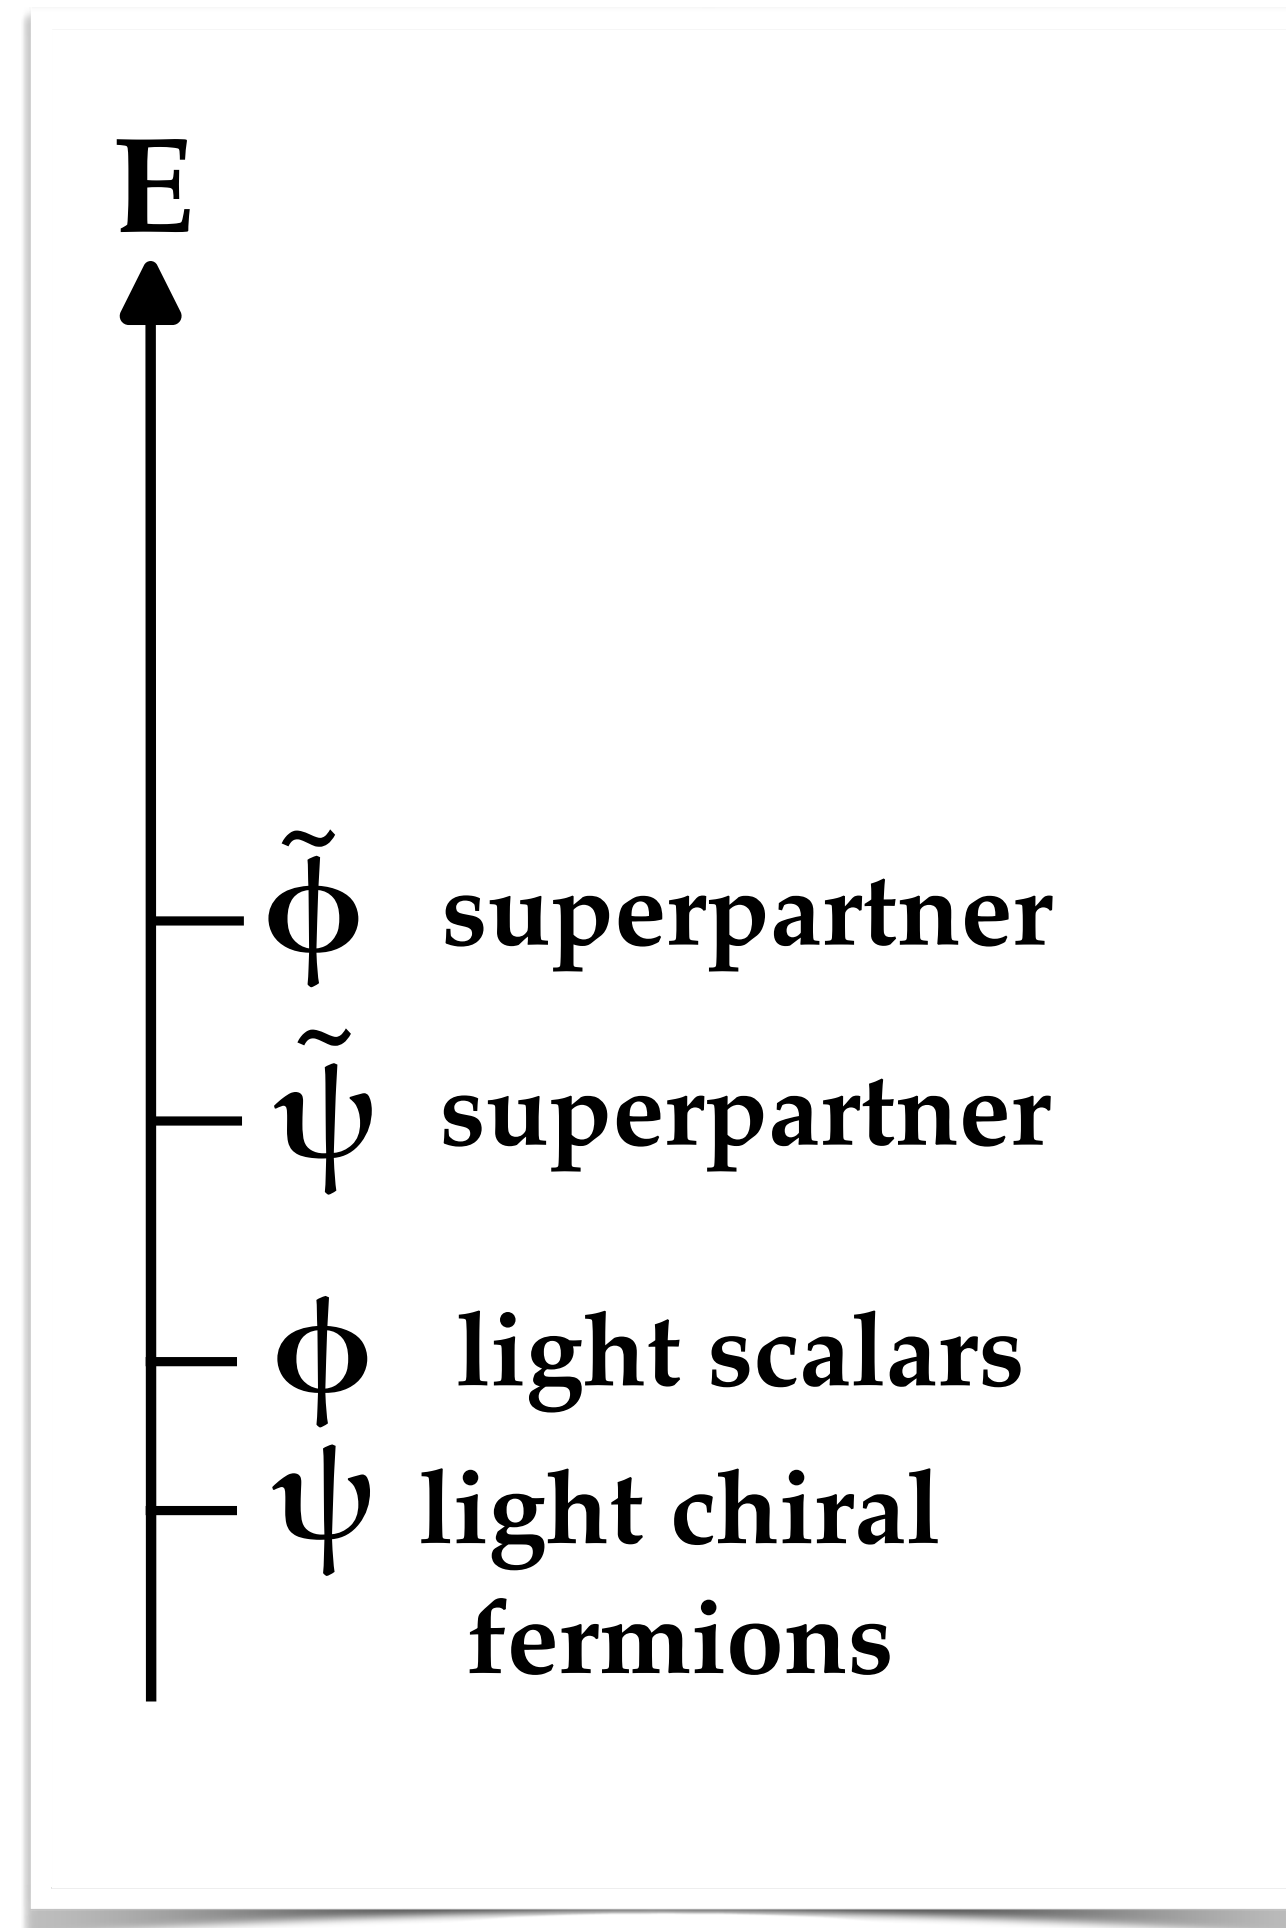 E
ϕ̃ superpartner
ψ̃ superpartner
ϕ light scalars
ψ light chiral
fermions